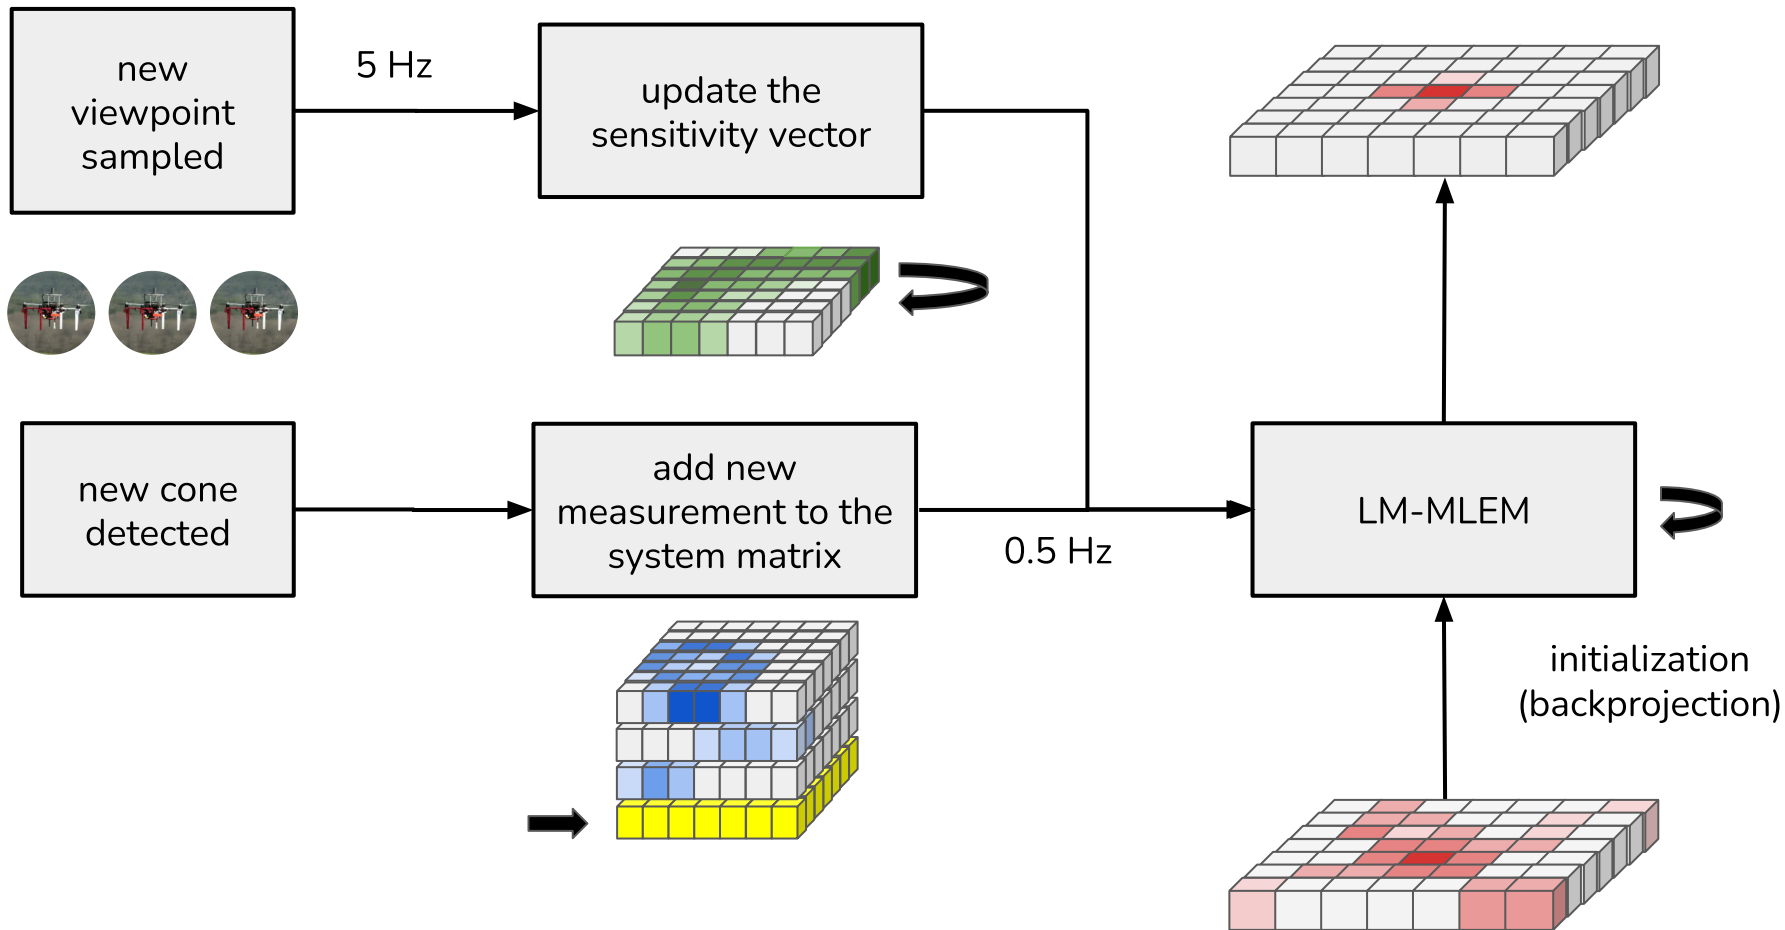 new
viewpoint
sampled
5 Hz
update the
sensitivity vector
new cone
detected
add new
measurement to the
system matrix
0.5 Hz
LM-MLEM
initialization
(backprojection)